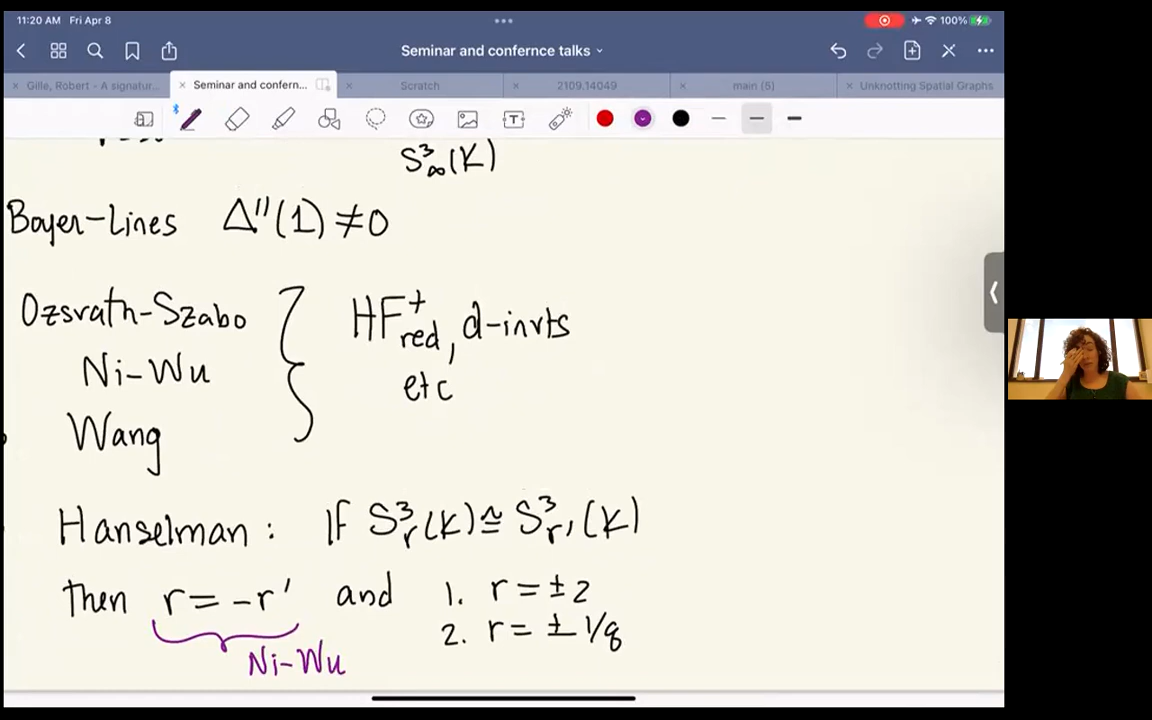 11:20 AM Fri Apr 8
100%
Seminar and confernce talks
Gille, Robert - A signatur...
Seminar and confern...
Scratch
2109.14049
main (5)
Unknotting Spatial Graphs
S³∞(K)
Boyer-Lines Δ''(1) ≠ 0
Ozsrath-Szabo
Ni-Wu
Wang
HF⁺red, d-invts
etc
Hanselman: If S³r(K) ≅ S³r'(K)
then r = -r' and 1. r = ±2
2. r = ± 1/q
Ni-Wu